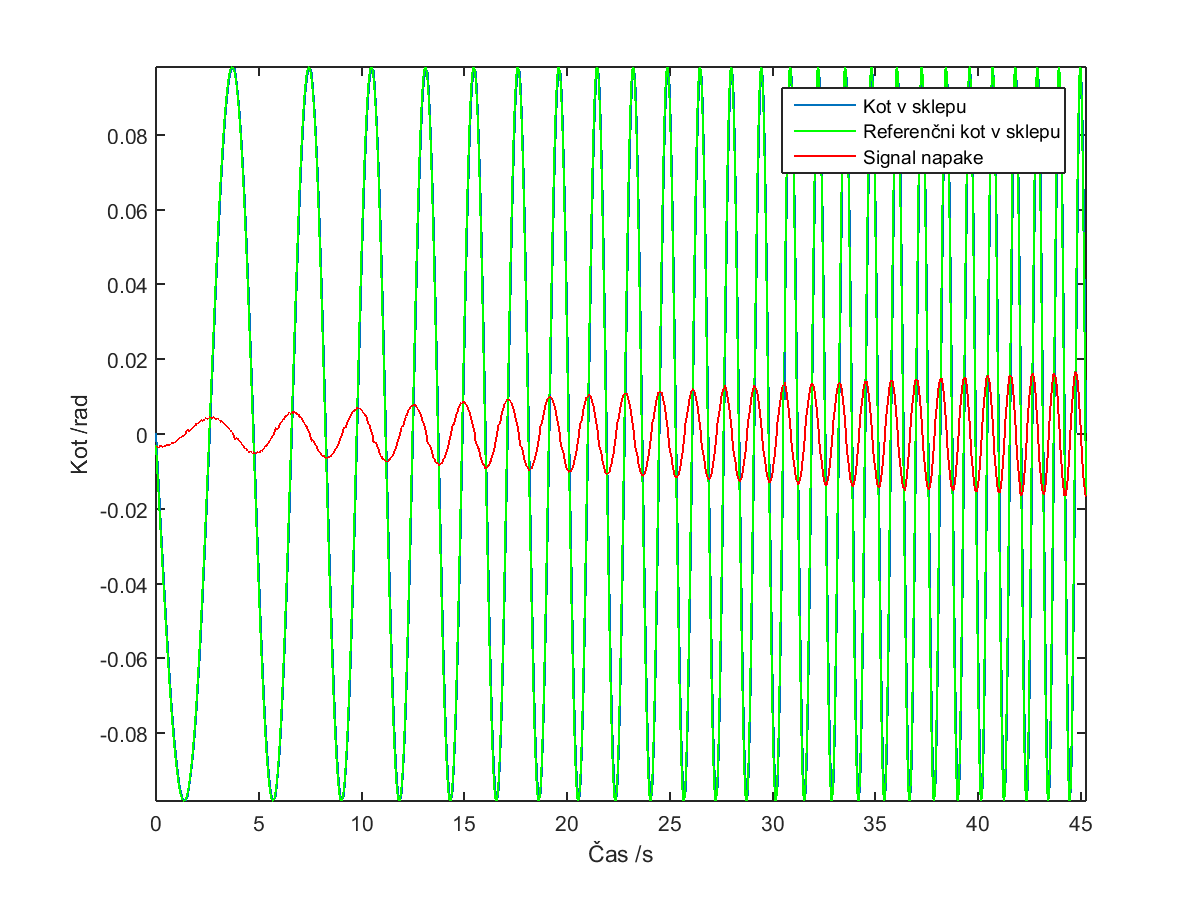 Kot v sklepu
Referenčni kot v sklepu
Signal napake
0.08
0.06
0.04
0.02
0
-0.02
-0.04
-0.06
-0.08
Kot /rad
0 5 10 15 20 25 30 35 40 45
Čas /s